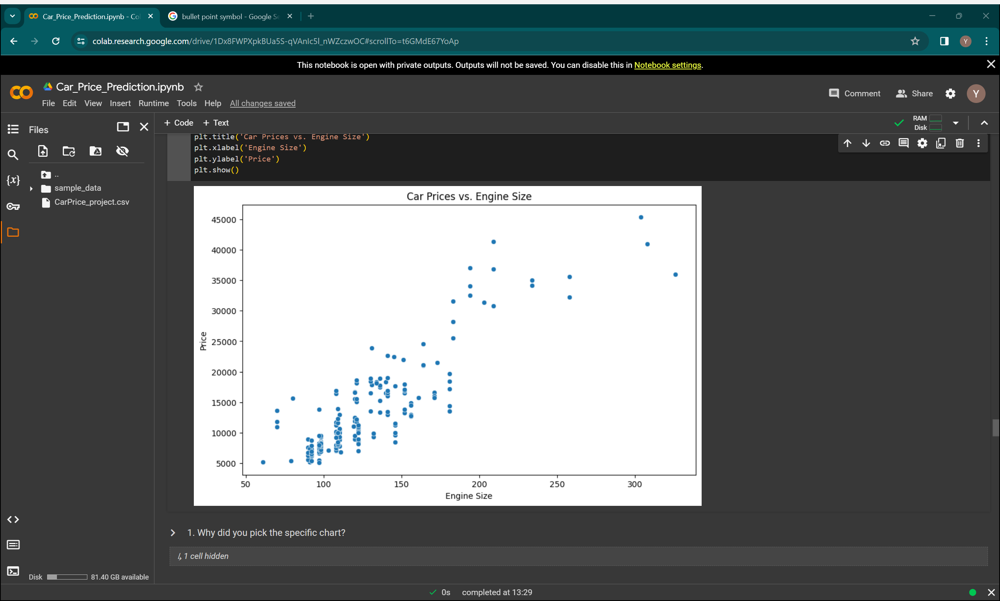 Car_Price_Prediction.ipynb - Co
bullet point symbol - Google Se
colab.research.google.com/drive/1Dx8FWPXpkBUa5S-qVAnIc5l_nWZczwOC#scrollTo=t6GMdE67YoAp
Y
This notebook is open with private outputs. Outputs will not be saved. You can disable this in Notebook settings.
Car_Price_Prediction.ipynb
File Edit View Insert Runtime Tools Help All changes saved
Comment
Share
Y
Files
+ Code + Text
RAM
Disk
{x}
..
sample_data
CarPrice_project.csv
plt.title('Car Prices vs. Engine Size')
plt.xlabel('Engine Size')
plt.ylabel('Price')
plt.show()
Car Prices vs. Engine Size
45000
40000
35000
30000
25000
20000
15000
10000
5000
Price
50 100 150 200 250 300
Engine Size
1. Why did you pick the specific chart?
1 cell hidden
Disk 81.40 GB available
0s completed at 13:29